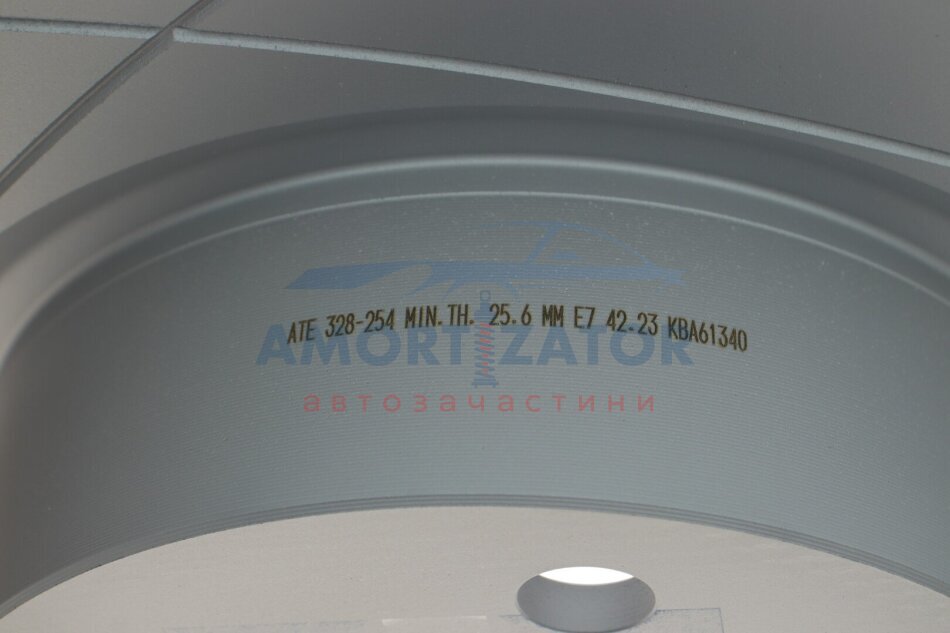 ATE 328-254 MIN.TH. 25.6 MM E7 42.23 KBA61340
AMORTIZATOR
автозачастини